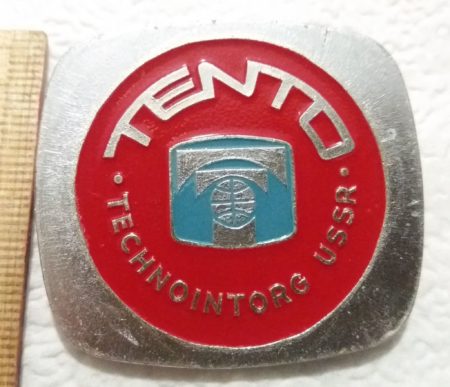 TENTO
• TECHNOINTORG USSR •